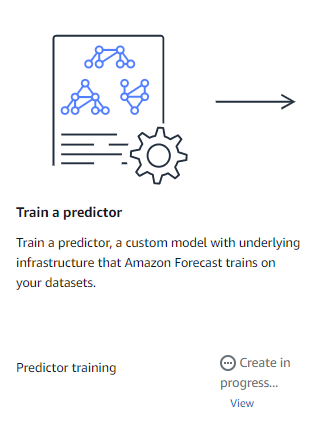 Train a predictor
Train a predictor, a custom model with underlying
infrastructure that Amazon Forecast trains on
your datasets.
Predictor training
Create in
progress...
View